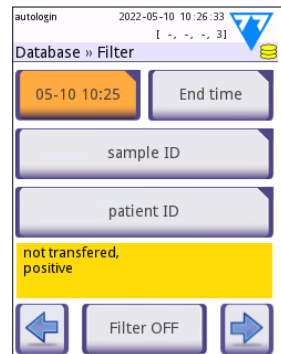 autologin 2022-05-10 10:26:33
[ -, -, -, 3]
Database » Filter
05-10 10:25 End time
sample ID
patient ID
not transfered,
positive
Filter OFF